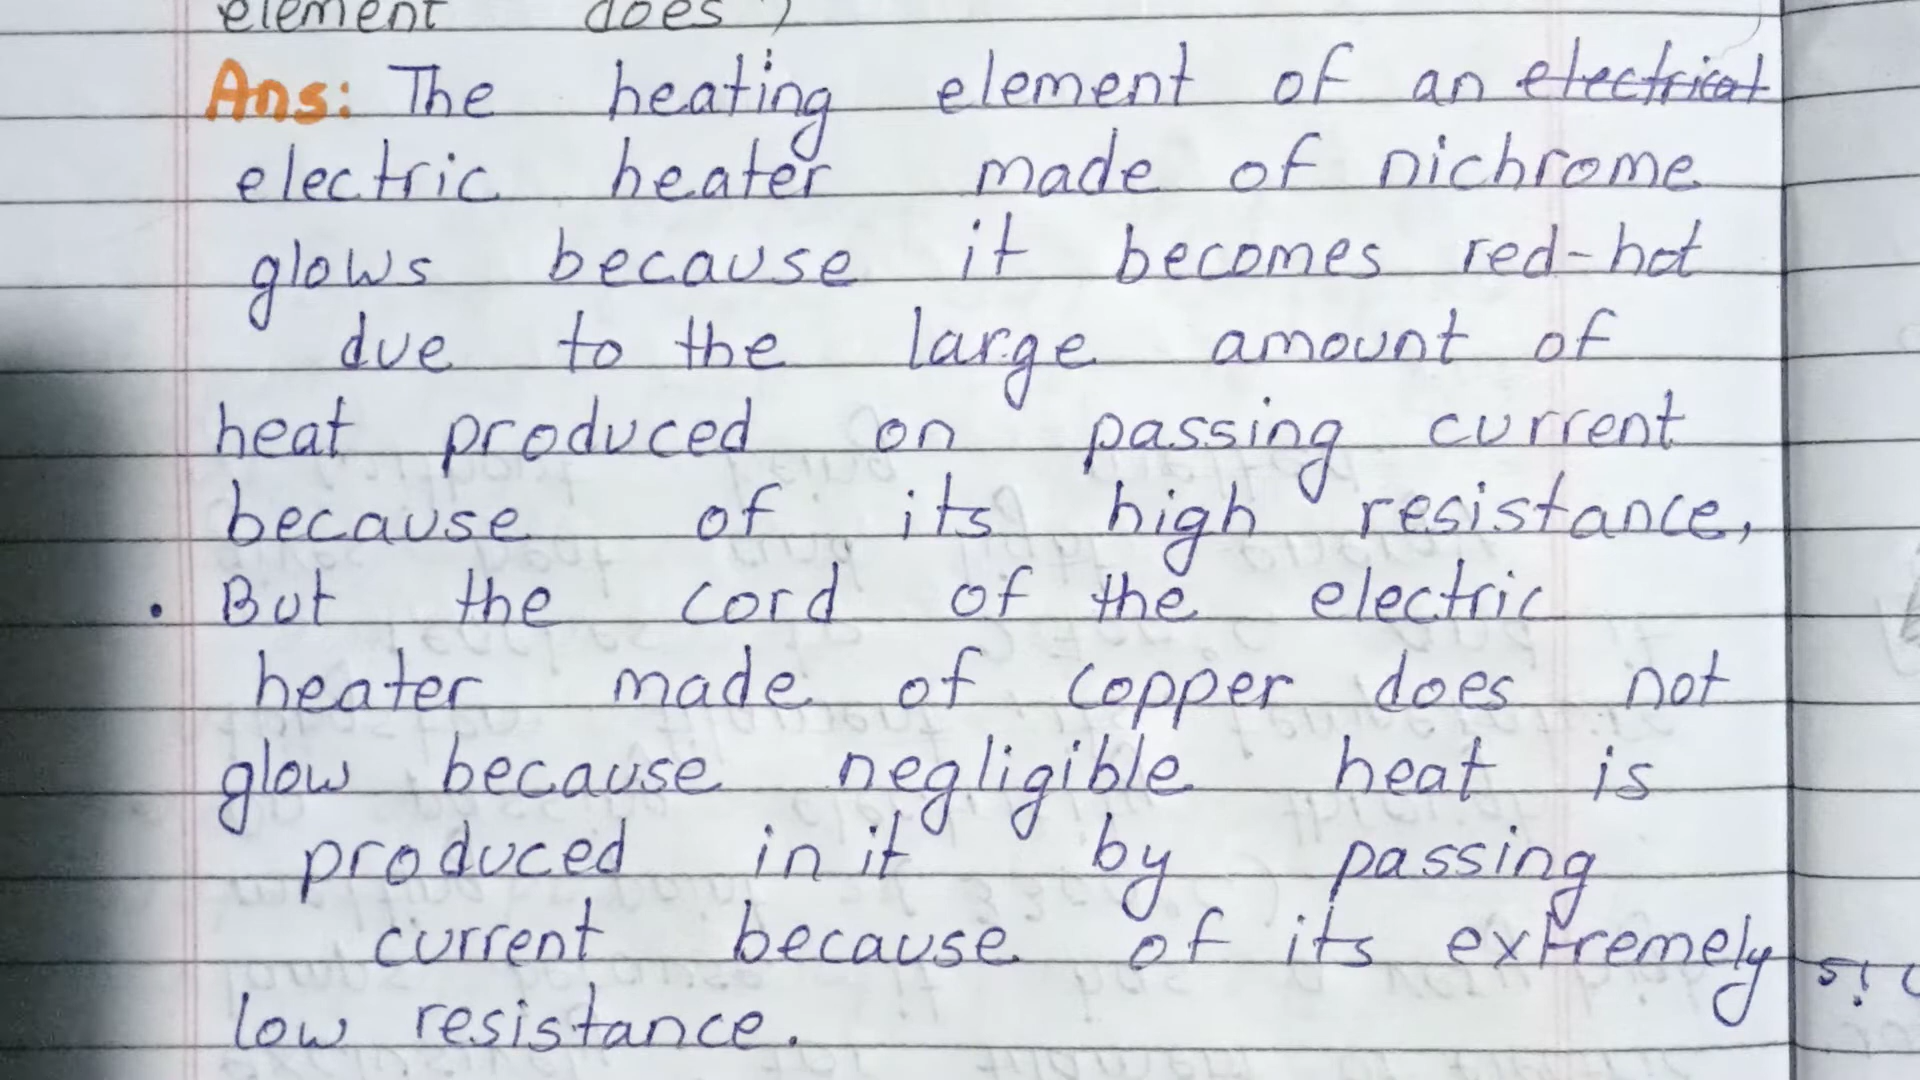 element does?
Ans: The heating element of an electrical
electric heater made of nichrome
glows because it becomes red-hot
due to the large amount of
heat produced on passing current
because of its high resistance,
. But the cord of the electric
heater made of copper does not
glow because negligible heat is
produced in it by passing
current because of its extremely
low resistance.